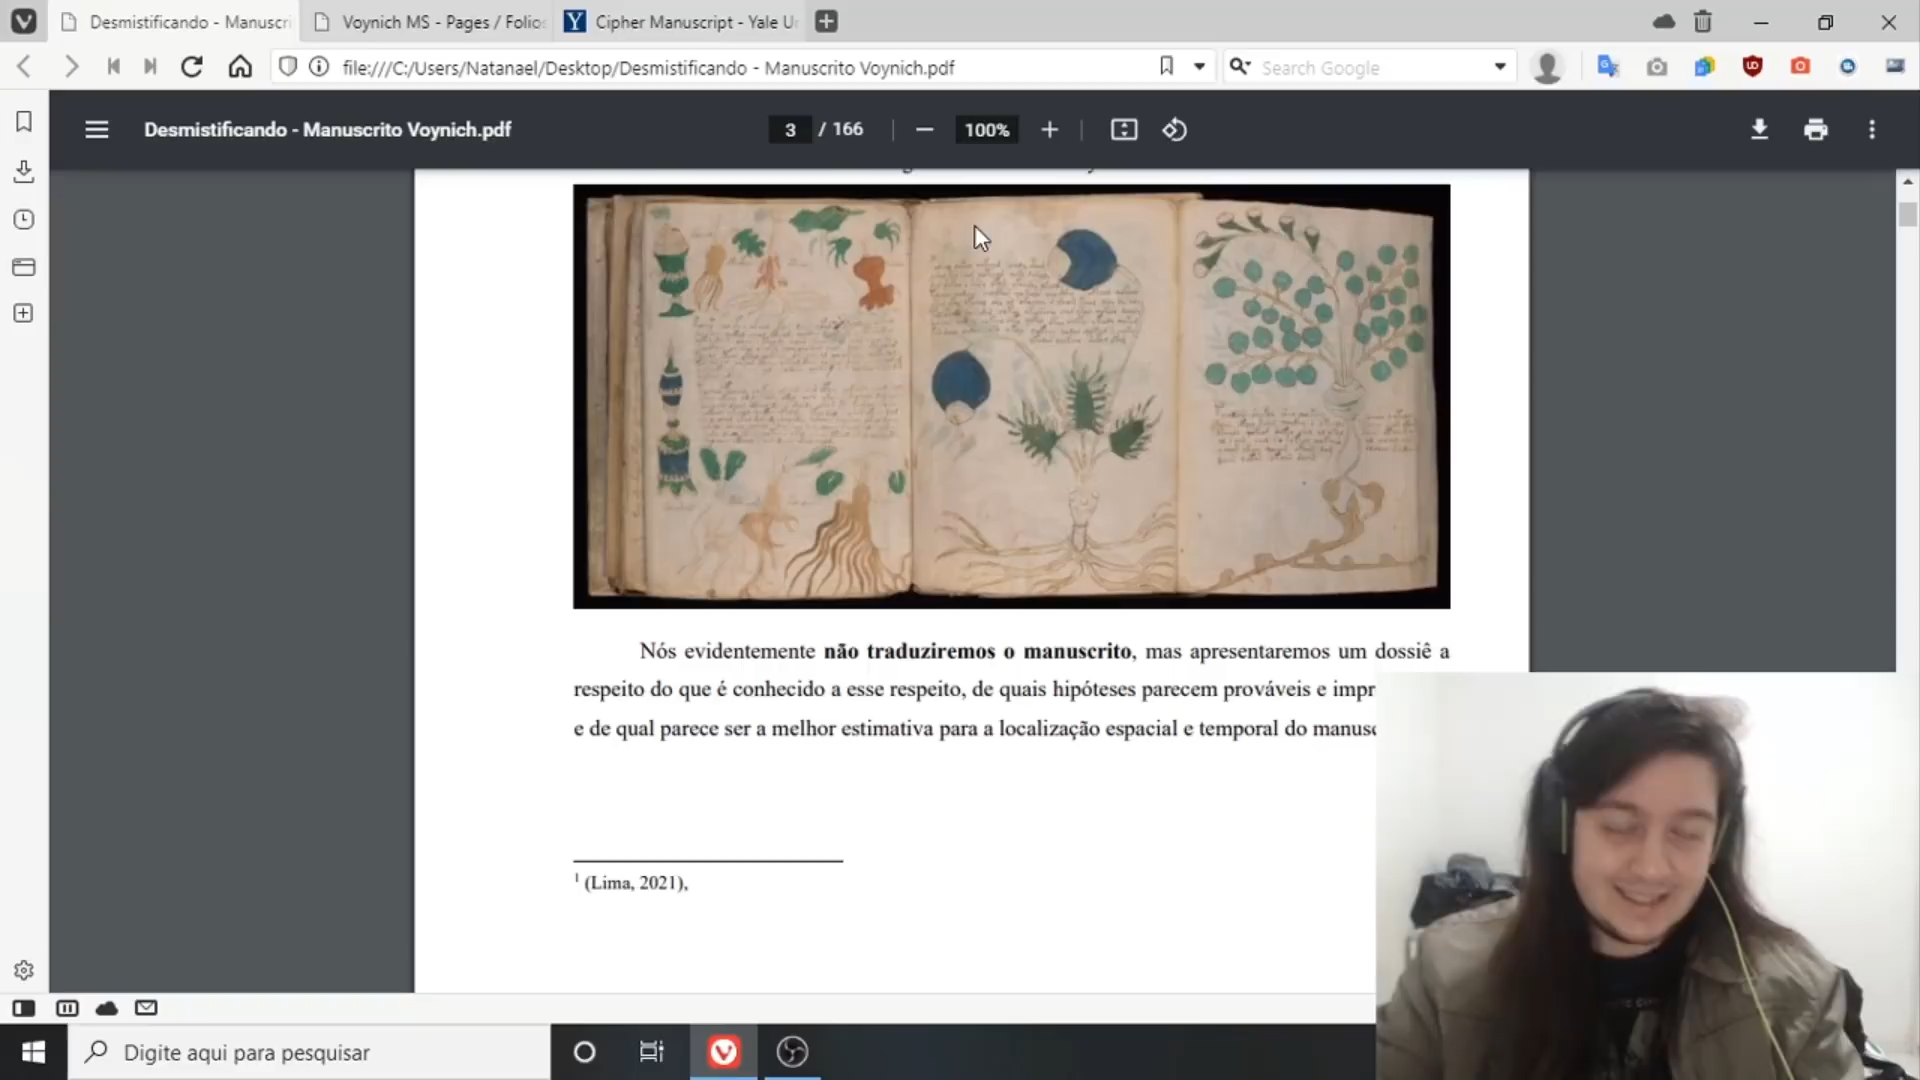 Desmistificando - Manuscri
Voynich MS - Pages / Folios
Cipher Manuscript - Yale U
file:///C:/Users/Natanael/Desktop/Desmistificando - Manuscrito Voynich.pdf
Search Google
Desmistificando - Manuscrito Voynich.pdf
3 / 166
100%
Nós evidentemente não traduziremos o manuscrito, mas apresentaremos um dossiê a
respeito do que é conhecido a esse respeito, de quais hipóteses parecem prováveis e impr
e de qual parece ser a melhor estimativa para a localização espacial e temporal do manusc
1 (Lima, 2021),
Digite aqui para pesquisar